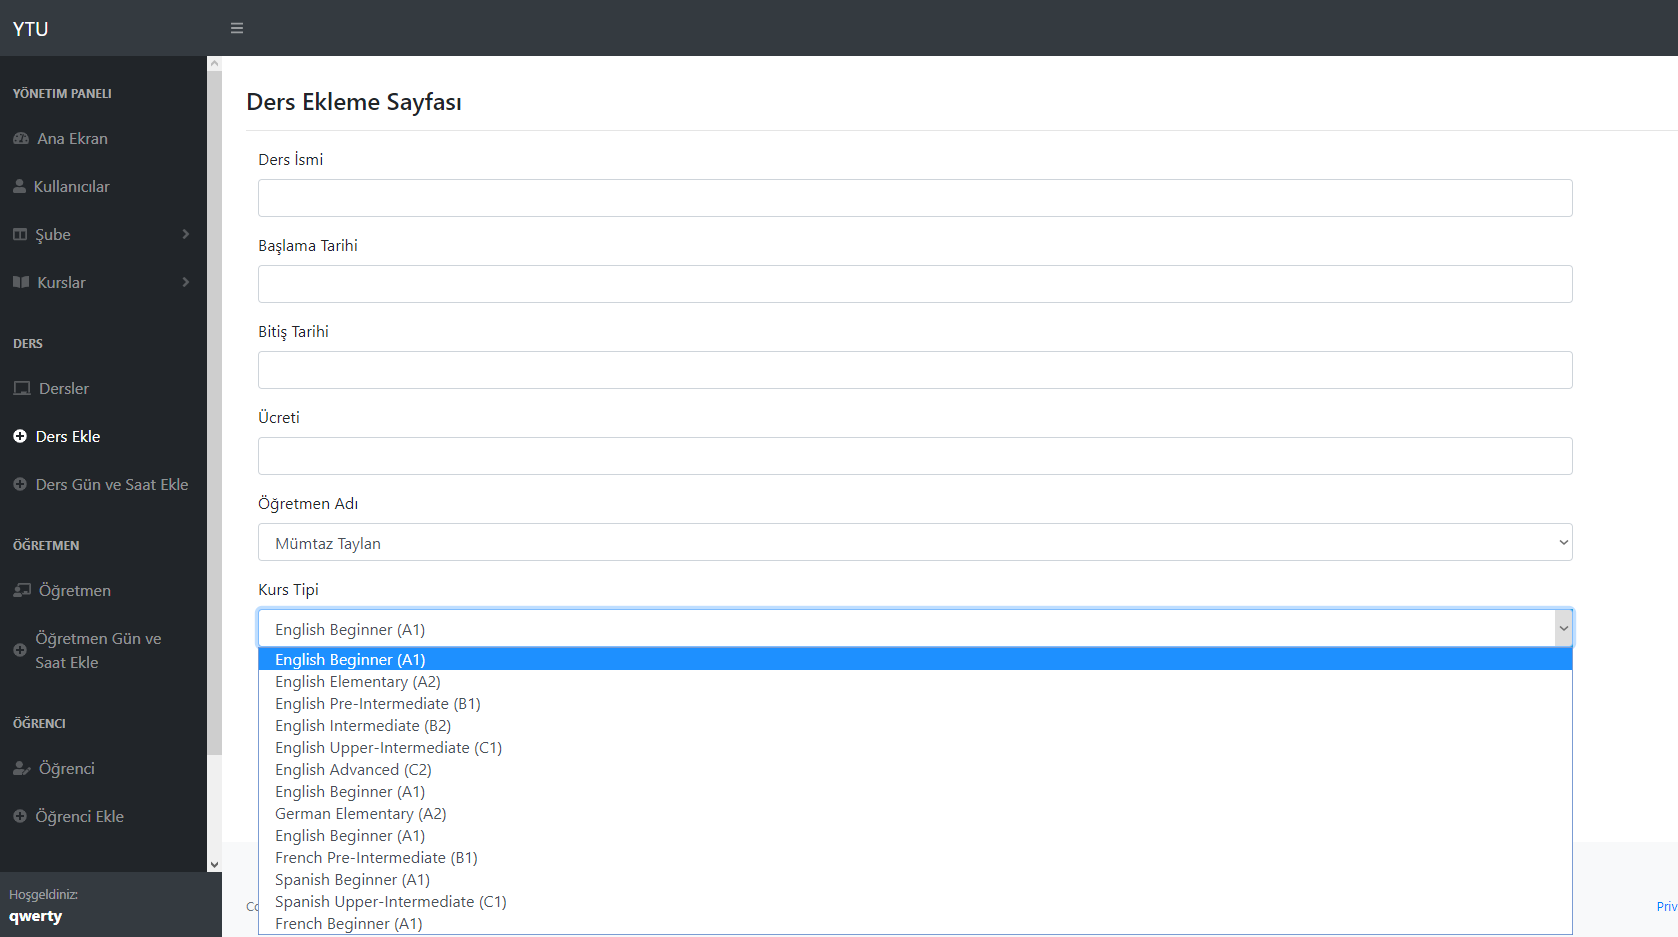 YTU
YÖNETIM PANELI
Ana Ekran
Kullanıcılar
Şube
Kurslar
DERS
Dersler
Ders Ekle
Ders Gün ve Saat Ekle
ÖĞRETMEN
Öğretmen
Öğretmen Gün ve
Saat Ekle
ÖĞRENCI
Öğrenci
Öğrenci Ekle
Hoşgeldiniz:
qwerty
Ders Ekleme Sayfası
Ders İsmi
Başlama Tarihi
Bitiş Tarihi
Ücreti
Öğretmen Adı
Mümtaz Taylan
Kurs Tipi
English Beginner (A1)
English Beginner (A1)
English Elementary (A2)
English Pre-Intermediate (B1)
English Intermediate (B2)
English Upper-Intermediate (C1)
English Advanced (C2)
English Beginner (A1)
German Elementary (A2)
English Beginner (A1)
French Pre-Intermediate (B1)
Spanish Beginner (A1)
Spanish Upper-Intermediate (C1)
French Beginner (A1)